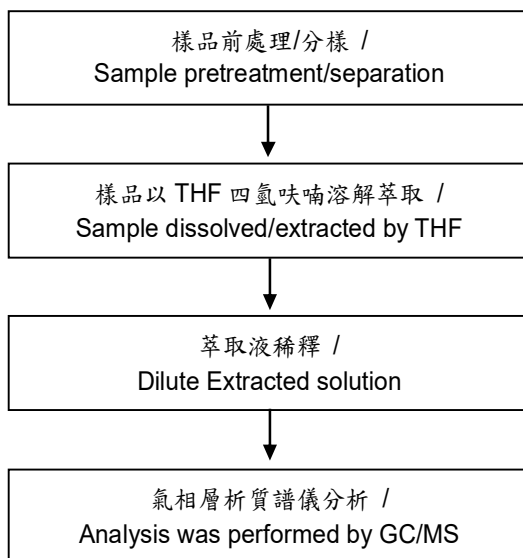 樣品前處理/分樣 /
Sample pretreatment/separation
樣品以 THF 四氫呋喃溶解萃取 /
Sample dissolved/extracted by THF
萃取液稀釋 /
Dilute Extracted solution
氣相層析質譜儀分析 /
Analysis was performed by GC/MS